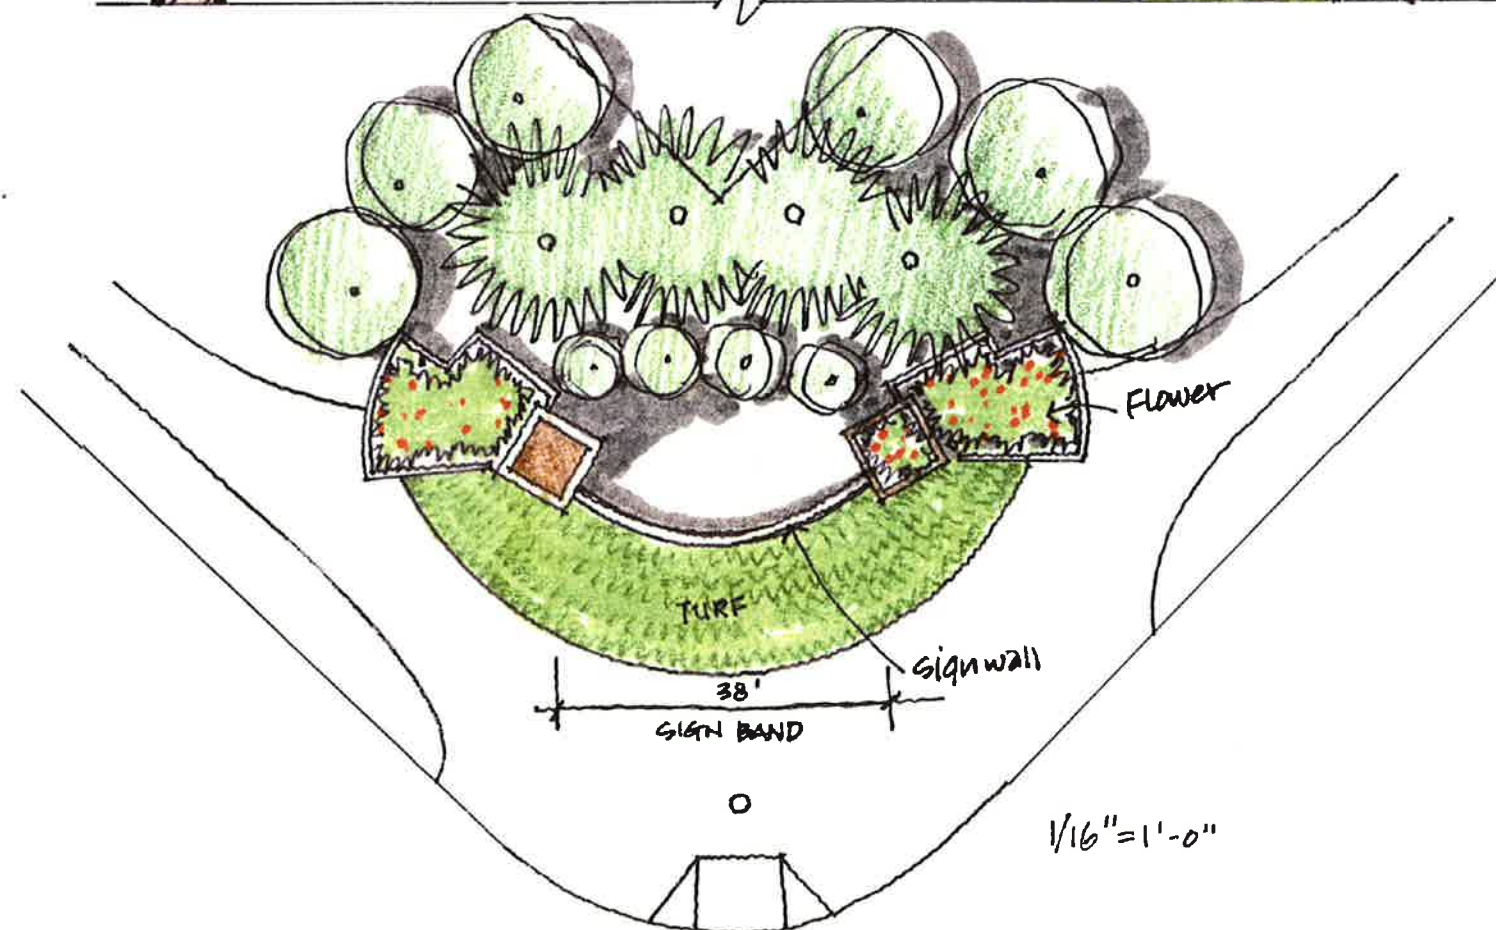 Flower
TURF
signwall
38'
SIGN BAND
1/16"=1'-0"